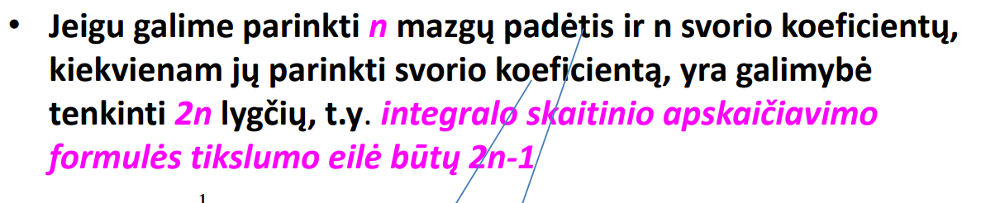 • Jeigu galime parinkti n mazgų padėtis ir n svorio koeficientų,
kiekvienam jų parinkti svorio koeficientą, yra galimybė
tenkinti 2n lygčių, t.y. integralo skaitinio apskaičiavimo
formulės tikslumo eilė būtų 2n-1
1